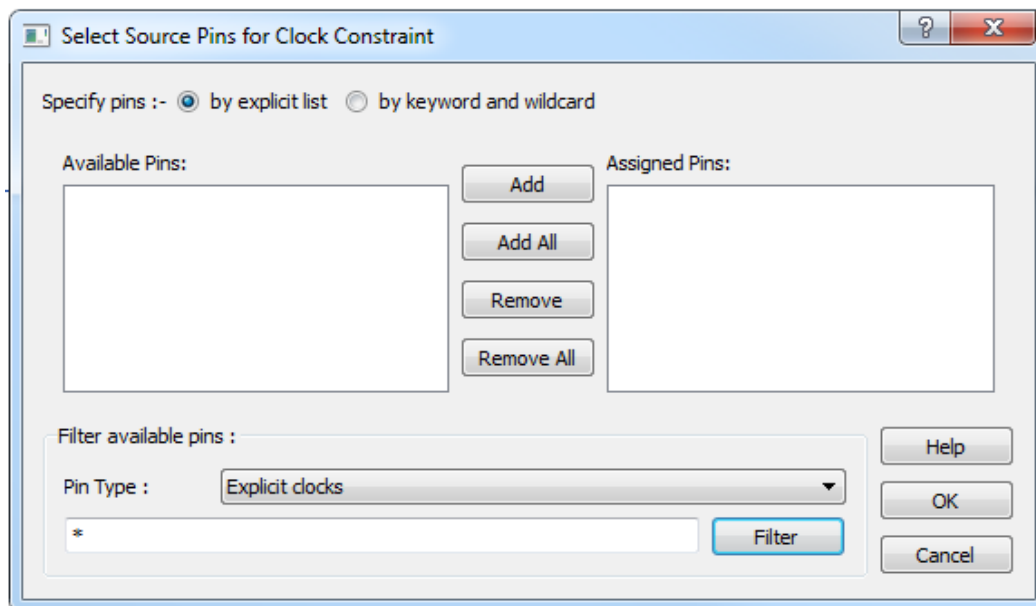 Select Source Pins for Clock Constraint
Specify pins :- by explicit list by keyword and wildcard
Available Pins:
Assigned Pins:
Add
Add All
Remove
Remove All
Filter available pins :
Pin Type : Explicit clocks
*
Filter
Help
OK
Cancel